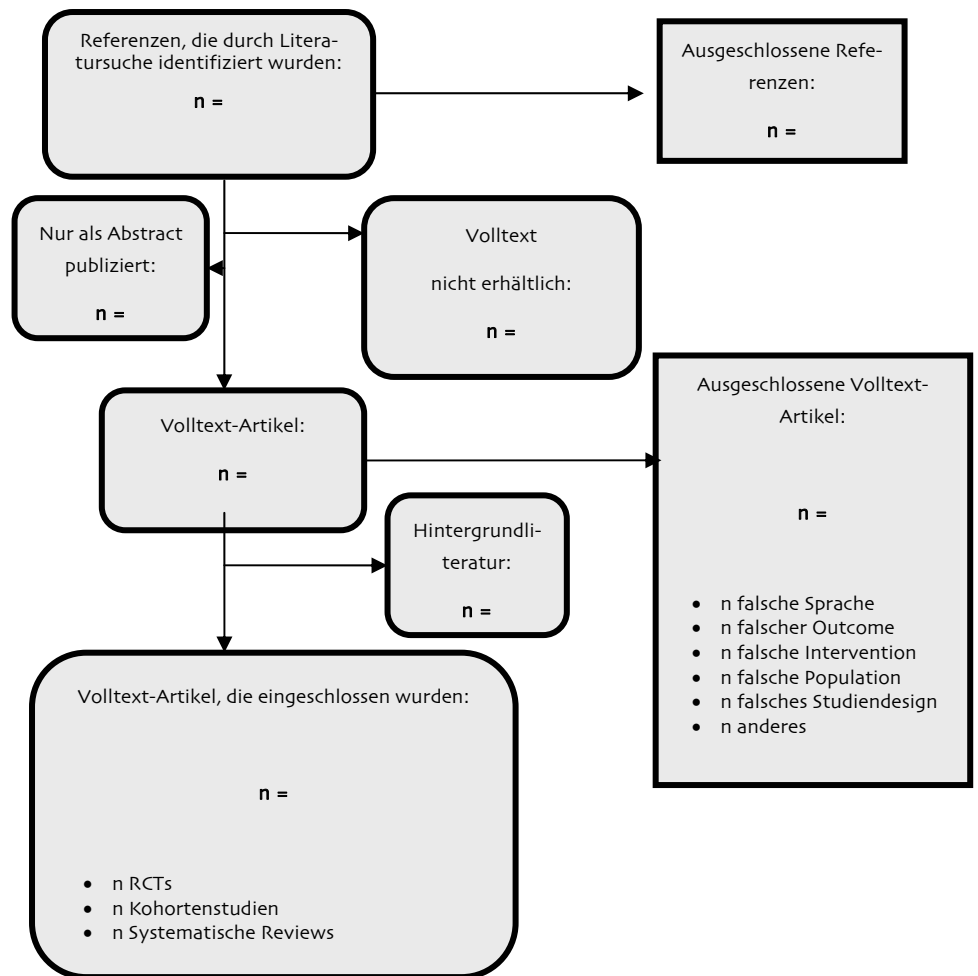 Referenzen, die durch Litera-
tursuche identifiziert wurden:
n =
Ausgeschlossene Refe-
renzen:
n =
Nur als Abstract
publiziert:
n =
Volltext
nicht erhältlich:
n =
Volltext-Artikel:
n =
Ausgeschlossene Volltext-
Artikel:
n =
• n falsche Sprache
• n falscher Outcome
• n falsche Intervention
• n falsche Population
• n falsches Studiendesign
• n anderes
Hintergrundli-
teratur:
n =
Volltext-Artikel, die eingeschlossen wurden:
n =
• n RCTs
• n Kohortenstudien
• n Systematische Reviews